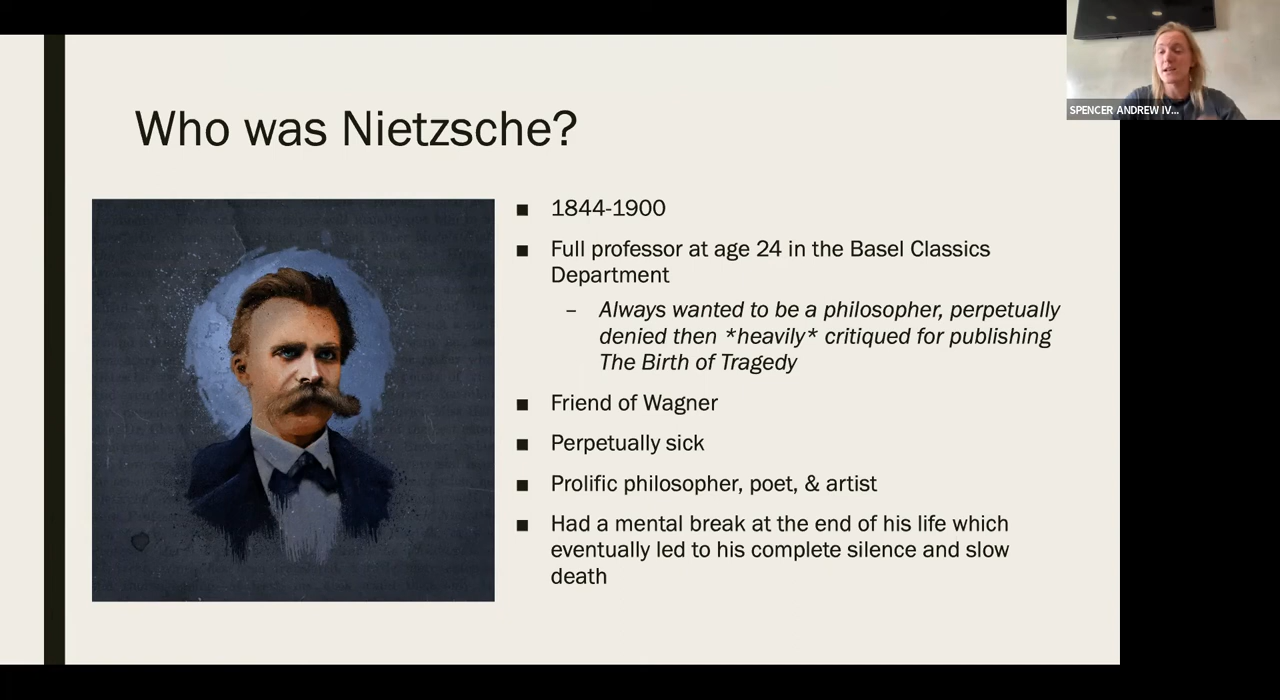 SPENCER ANDREW IV...
Who was Nietzsche?
■ 1844-1900
■ Full professor at age 24 in the Basel Classics
Department
– Always wanted to be a philosopher, perpetually
denied then *heavily* critiqued for publishing
The Birth of Tragedy
■ Friend of Wagner
■ Perpetually sick
■ Prolific philosopher, poet, & artist
■ Had a mental break at the end of his life which
eventually led to his complete silence and slow
death